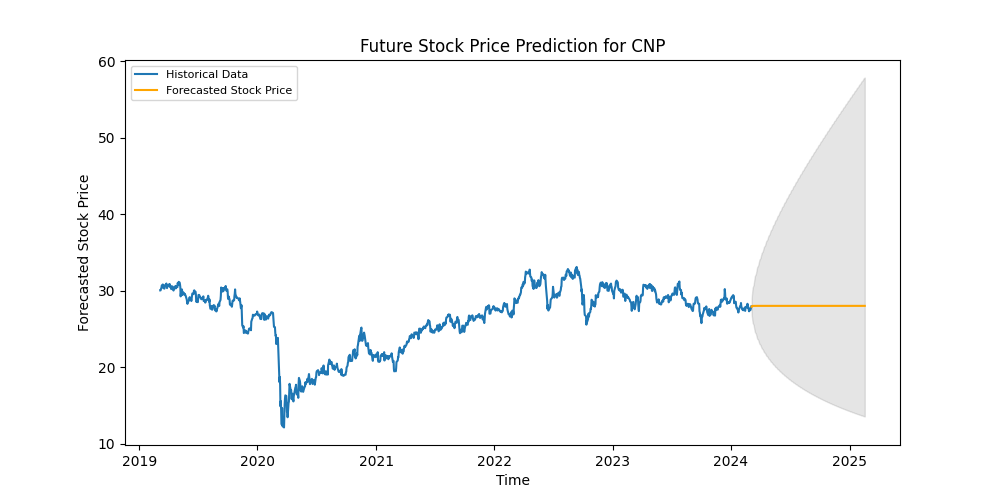 Future Stock Price Prediction for CNP
Historical Data
Forecasted Stock Price
60
50
40
30
20
10
Forecasted Stock Price
2019
2020
2021
2022
2023
2024
2025
Time